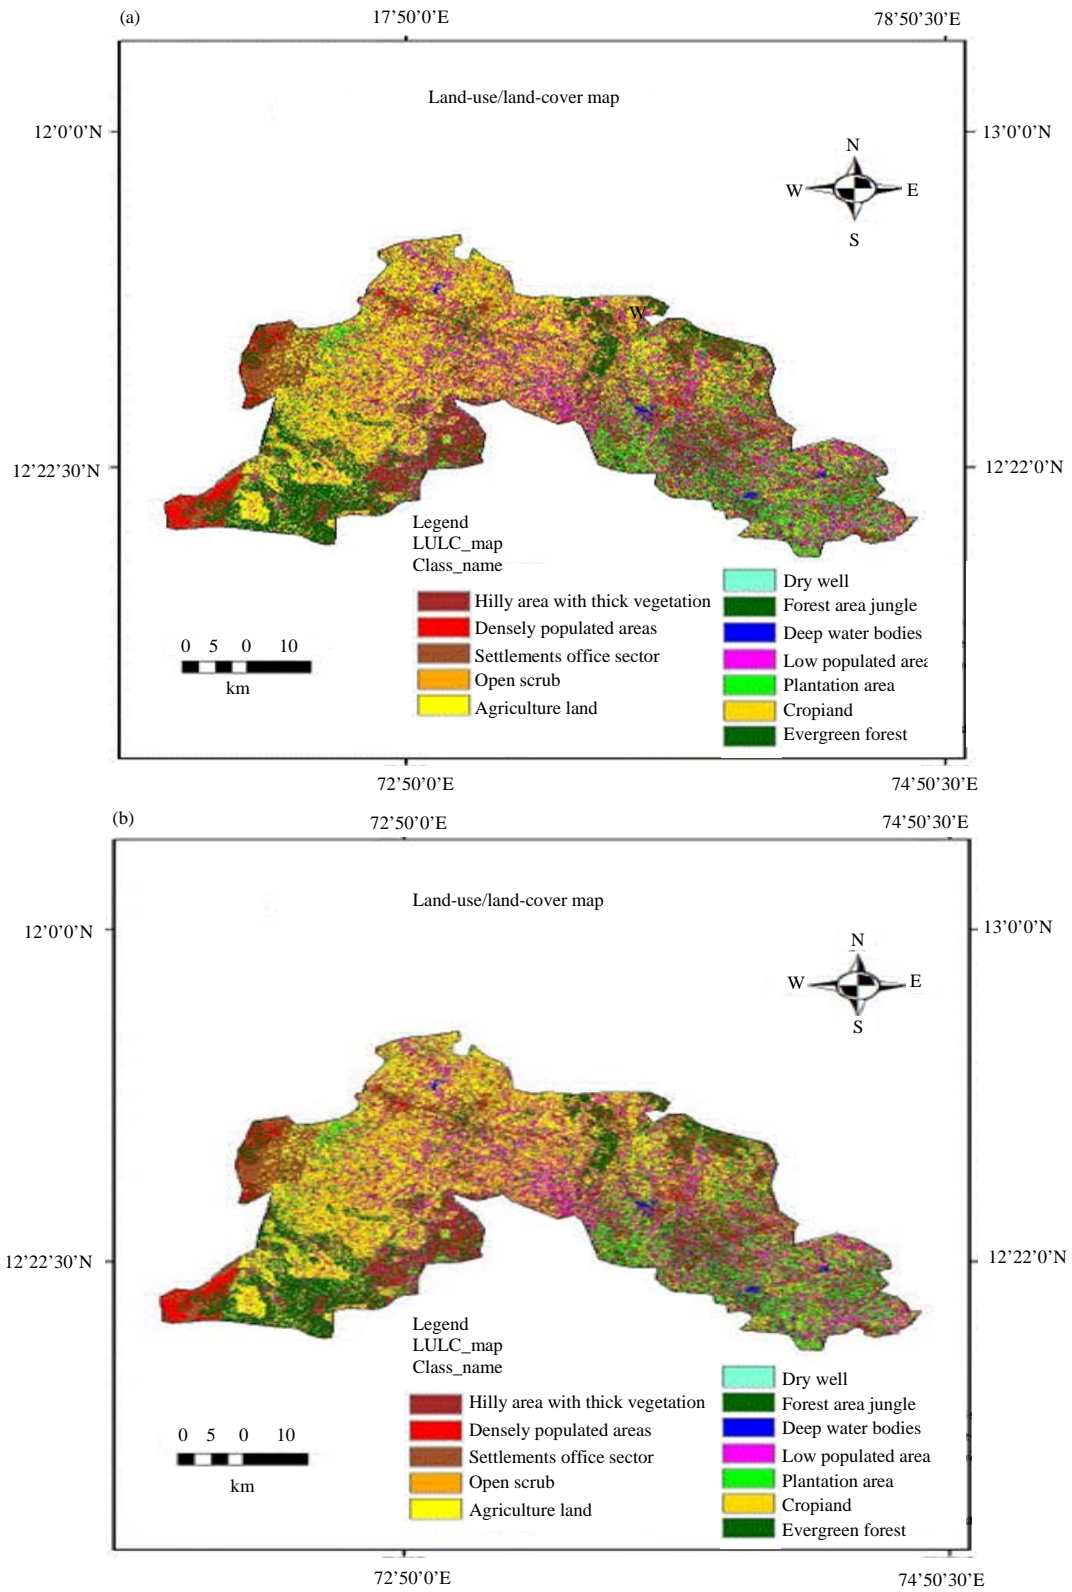 (a)
17’50’0’E
78’50’30’E
Land-use/land-cover map
12’0’0’N
13’0’0’N
N
W
E
S
W
12’22’30’N
12’22’0’N
Legend
LULC_map
Class_name
Hilly area with thick vegetation
Densely populated areas
Settlements office sector
Open scrub
Agriculture land
Dry well
Forest area jungle
Deep water bodies
Low populated area
Plantation area
Cropiand
Evergreen forest
0 5 0 10
km
72’50’0’E
74’50’30’E
(b)
72’50’0’E
74’50’30’E
Land-use/land-cover map
12’0’0’N
13’0’0’N
N
W
E
S
12’22’30’N
12’22’0’N
Legend
LULC_map
Class_name
Hilly area with thick vegetation
Densely populated areas
Settlements office sector
Open scrub
Agriculture land
Dry well
Forest area jungle
Deep water bodies
Low populated area
Plantation area
Cropiand
Evergreen forest
0 5 0 10
km
72’50’0’E
74’50’30’E